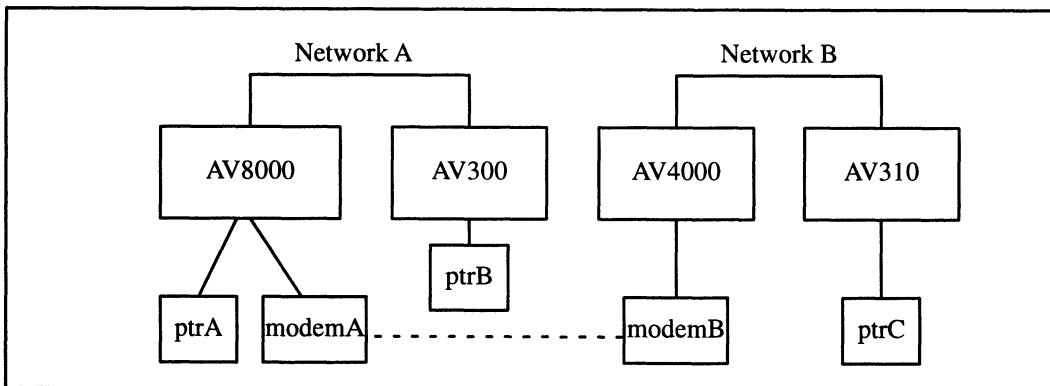 Network A
Network B
AV8000
AV300
AV4000
AV310
ptrB
ptrA
modemA
modemB
ptrC